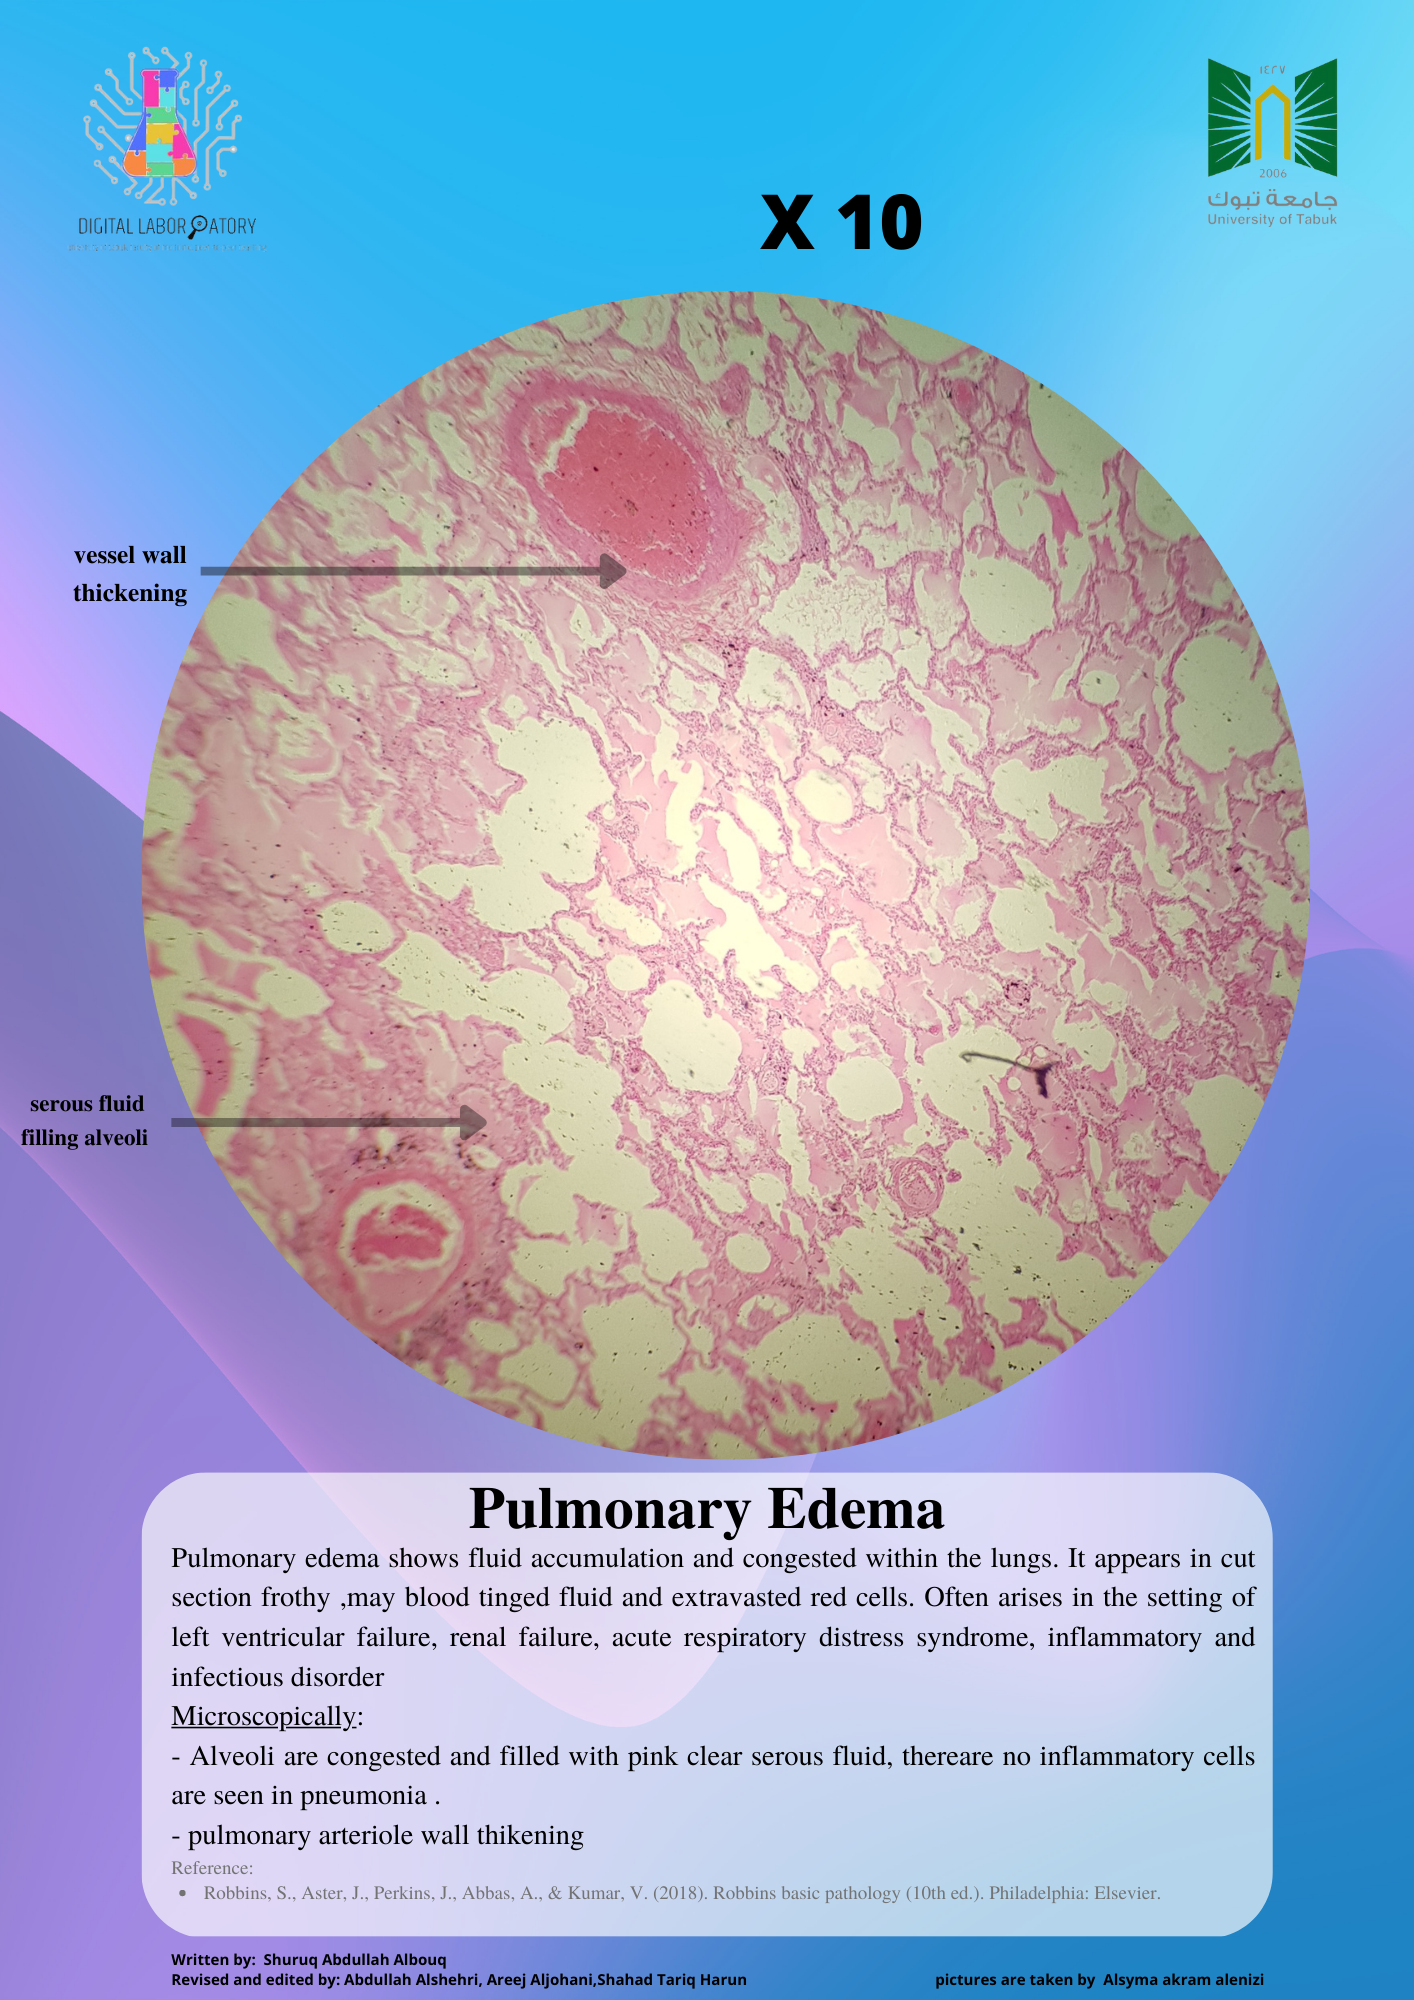 DIGITAL LABORATORY
١٤٢٧
2006
جامعة تبوك
University of Tabuk
X 10
vessel wall
thickening
serous fluid
filling alveoli
Pulmonary Edema
Pulmonary edema shows fluid accumulation and congested within the lungs. It appears in cut
section frothy ,may blood tinged fluid and extravasted red cells. Often arises in the setting of
left ventricular failure, renal failure, acute respiratory distress syndrome, inflammatory and
infectious disorder
Microscopically:
- Alveoli are congested and filled with pink clear serous fluid, thereare no inflammatory cells
are seen in pneumonia .
- pulmonary arteriole wall thikening
Reference:
• Robbins, S., Aster, J., Perkins, J., Abbas, A., & Kumar, V. (2018). Robbins basic pathology (10th ed.). Philadelphia: Elsevier.
Written by: Shuruq Abdullah Albouq
Revised and edited by: Abdullah Alshehri, Areej Aljohani,Shahad Tariq Harun
pictures are taken by Alsyma akram alenizi